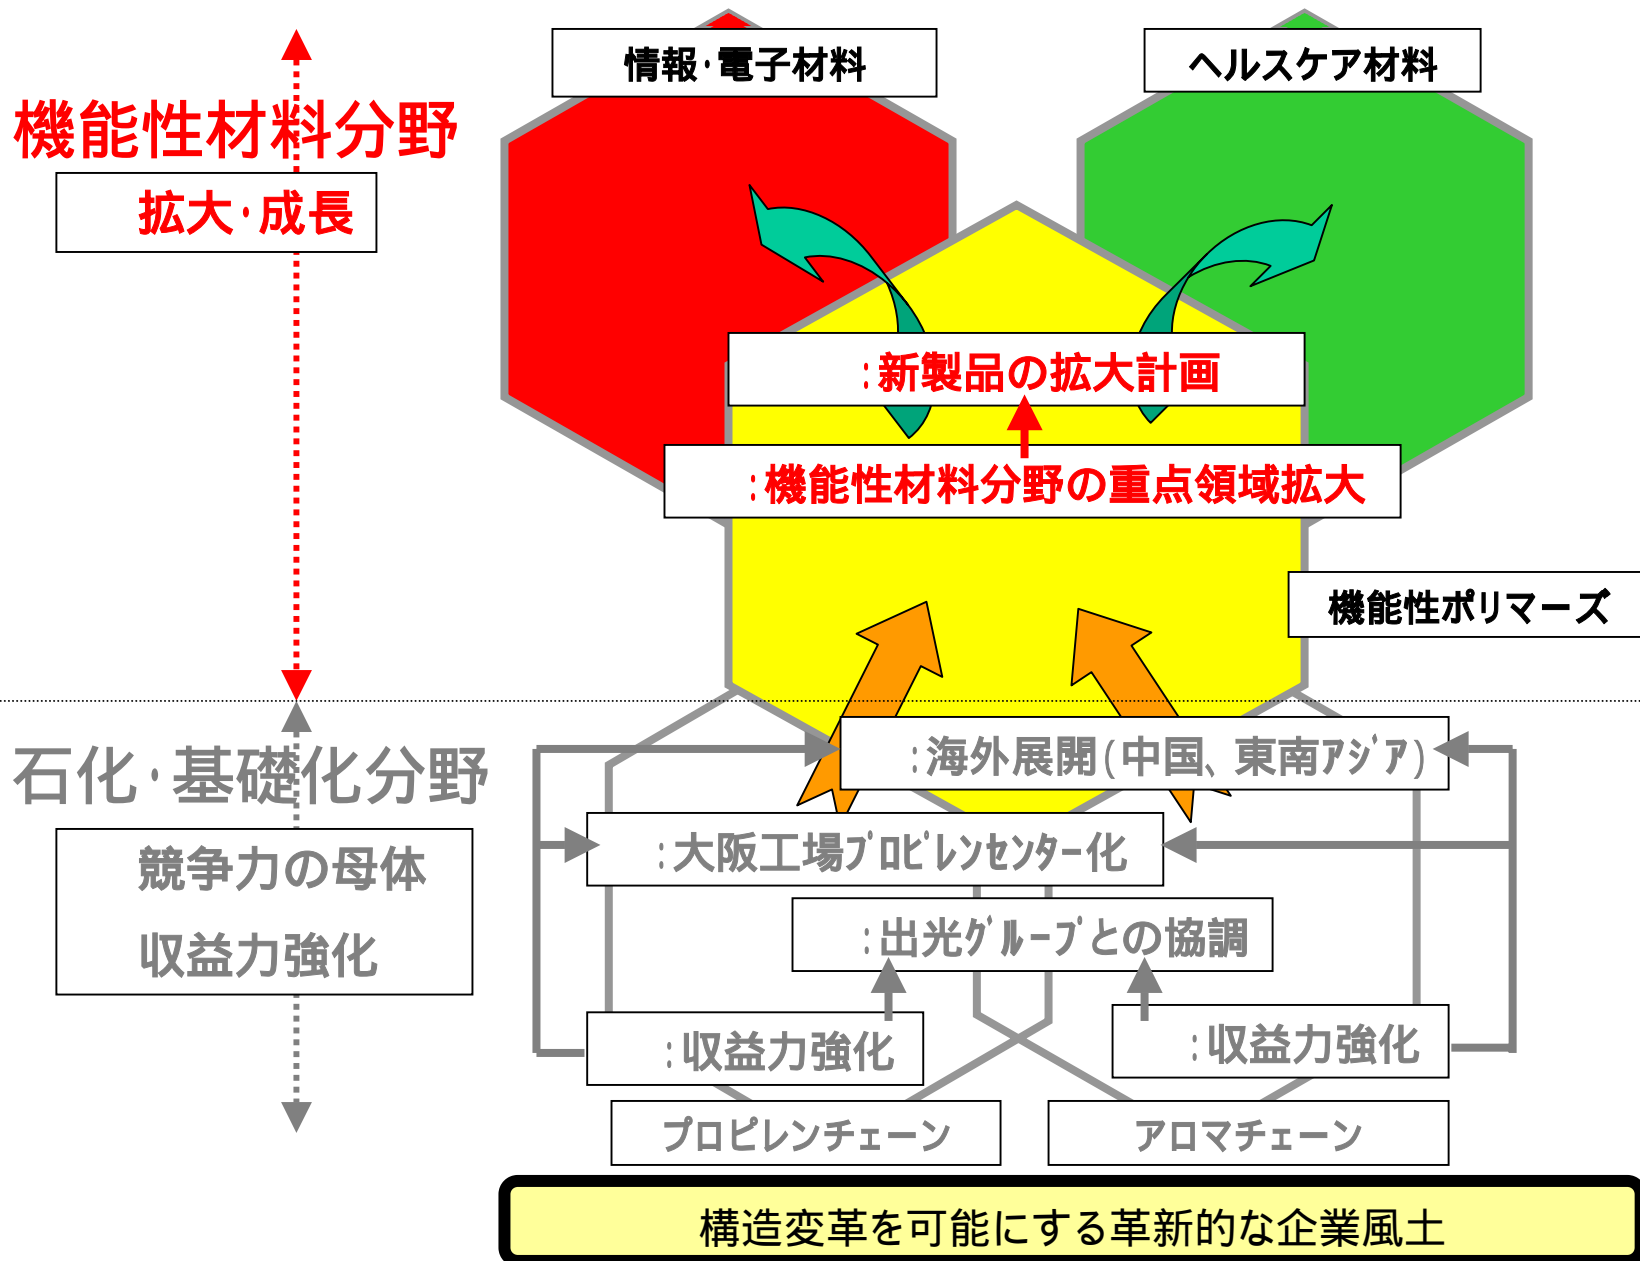 情報・電子材料
ヘルスケア材料
機能性材料分野
拡大・成長
:新製品の拡大計画
:機能性材料分野の重点領域拡大
機能性ポリマーズ
石化・基礎化分野
:海外展開(中国、東南ｱｼﾞｱ)
競争力の母体
収益力強化
:大阪工場ﾌﾟﾛﾋﾟﾚﾝｾﾝﾀｰ化
:出光ｸﾞﾙｰﾌﾟとの協調
:収益力強化
:収益力強化
プロピレンチェーン
アロマチェーン
構造変革を可能にする革新的な企業風土